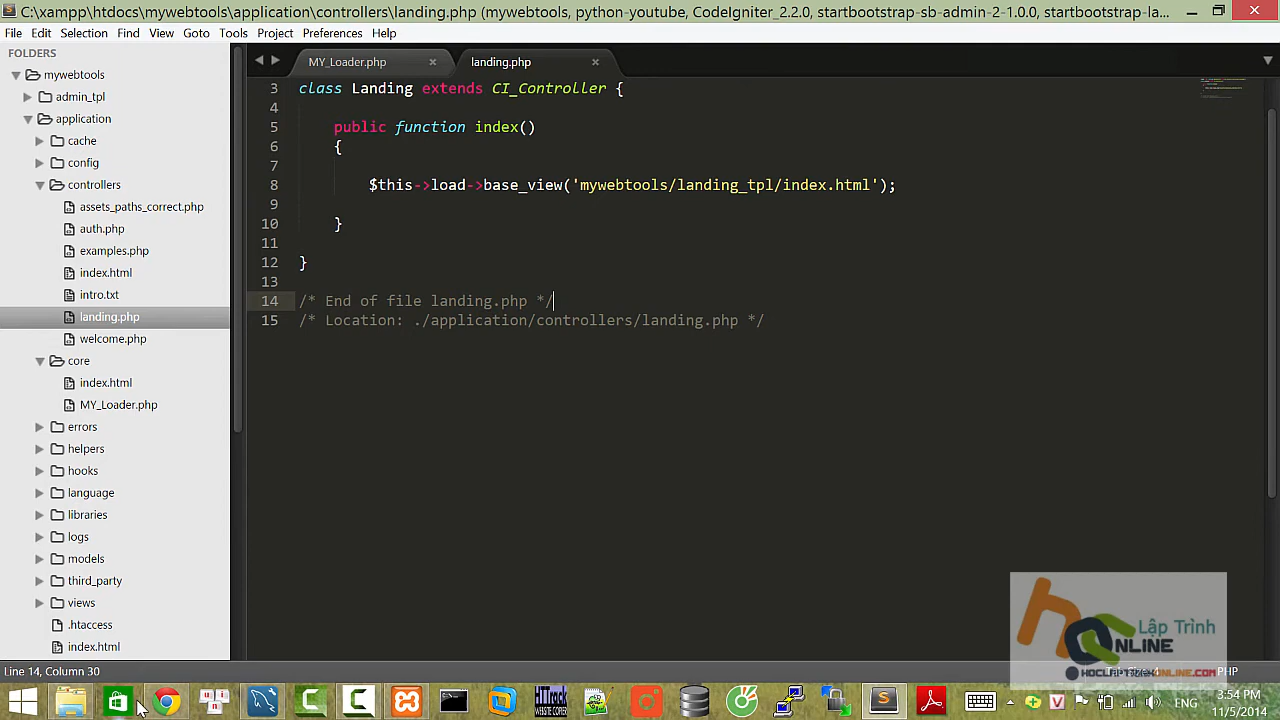 C:\xampp\htdocs\mywebtools\application\controllers\landing.php (mywebtools, python-youtube, CodeIgniter_2.2.0, startbootstrap-sb-admin-2-1.0.0, startbootstrap-la...
File Edit Selection Find View Goto Tools Project Preferences Help
FOLDERS
mywebtools
admin_tpl
application
cache
config
controllers
assets_paths_correct.php
auth.php
examples.php
index.html
intro.txt
landing.php
welcome.php
core
index.html
MY_Loader.php
errors
helpers
hooks
language
libraries
logs
models
third_party
views
.htaccess
index.html
MY_Loader.php
landing.php
3 class Landing extends CI_Controller {
4
5 public function index()
6 {
7
8 $this->load->base_view('mywebtools/landing_tpl/index.html');
9
10 }
11
12 }
13
14 /* End of file landing.php */
15 /* Location: ./application/controllers/landing.php */
Lập Trình
ONLINE
HOCLAPTRINHONLINE.COM
Line 14, Column 30
PHP
HTTrack
WEBSITE COPIER
ENG
3:54 PM
11/5/2014